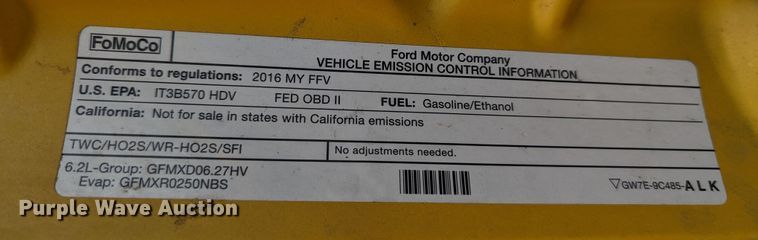 FoMoCo
Ford Motor Company
VEHICLE EMISSION CONTROL INFORMATION
Conforms to regulations: 2016 MY FFV
U.S. EPA: IT3B570 HDV FED OBD II FUEL: Gasoline/Ethanol
California: Not for sale in states with California emissions
TWC/HO2S/WR-HO2S/SFI No adjustments needed.
6.2L-Group: GFMXD06.27HV
Evap: GFMXR0250NBS
GW7E-9C485-ALK
Purple Wave Auction